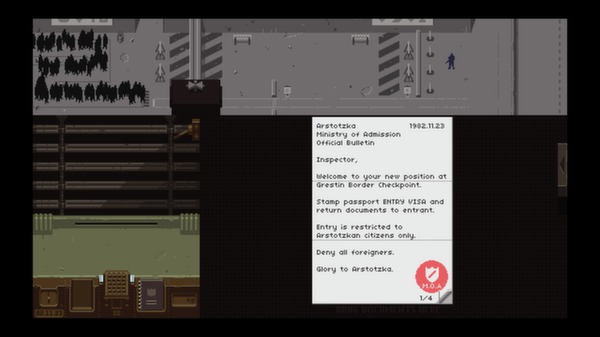 Arstotzka 1982.11.23
Ministry of Admission
Official Bulletin
Inspector,
Welcome to your new position at
Grestin Border Checkpoint.
Stamp passport ENTRY VISA and
return documents to entrant.
Entry is restricted to
Arstotzkan citizens only.
Deny all foreigners.
Glory to Arstotzka.
M.O.A
1/4